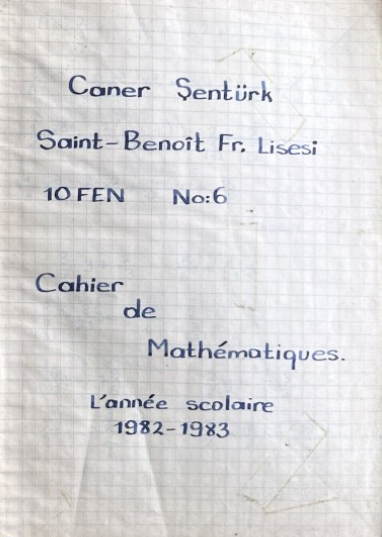 Caner Şentürk
Saint-Benoît Fr. Lisesi
10 FEN No:6
Cahier
de
Mathématiques.
L'année scolaire
1982-1983